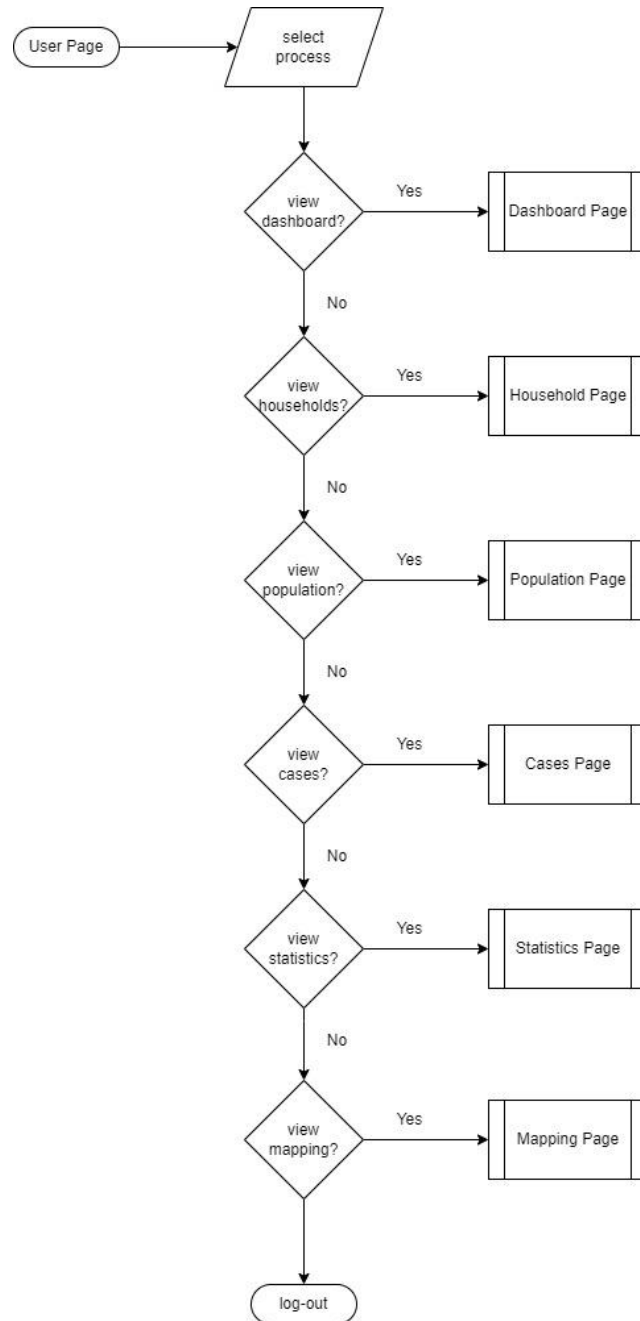 User Page
select
process
view
dashboard?
Yes
Dashboard Page
No
view
households?
Yes
Household Page
No
view
population?
Yes
Population Page
No
view
cases?
Yes
Cases Page
No
view
statistics?
Yes
Statistics Page
No
view
mapping?
Yes
Mapping Page
log-out